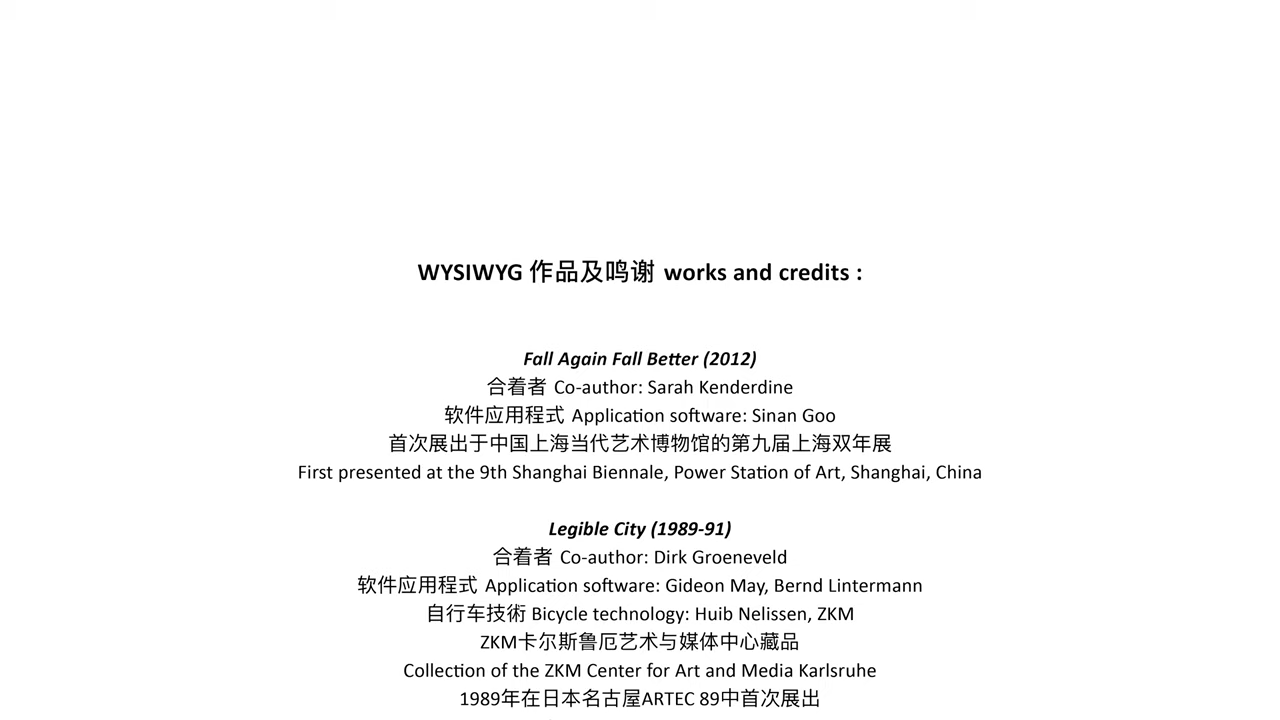 WYSIWYG 作品及鸣谢 works and credits :
Fall Again Fall Better (2012)
合着者 Co-author: Sarah Kenderdine
软件应用程式 Application software: Sinan Goo
首次展出于中国上海当代艺术博物馆的第九届上海双年展
First presented at the 9th Shanghai Biennale, Power Station of Art, Shanghai, China
Legible City (1989-91)
合着者 Co-author: Dirk Groeneveld
软件应用程式 Application software: Gideon May, Bernd Lintermann
自行车技術 Bicycle technology: Huib Nelissen, ZKM
ZKM卡尔斯鲁厄艺术与媒体中心藏品
Collection of the ZKM Center for Art and Media Karlsruhe
1989年在日本名古屋ARTEC 89中首次展出